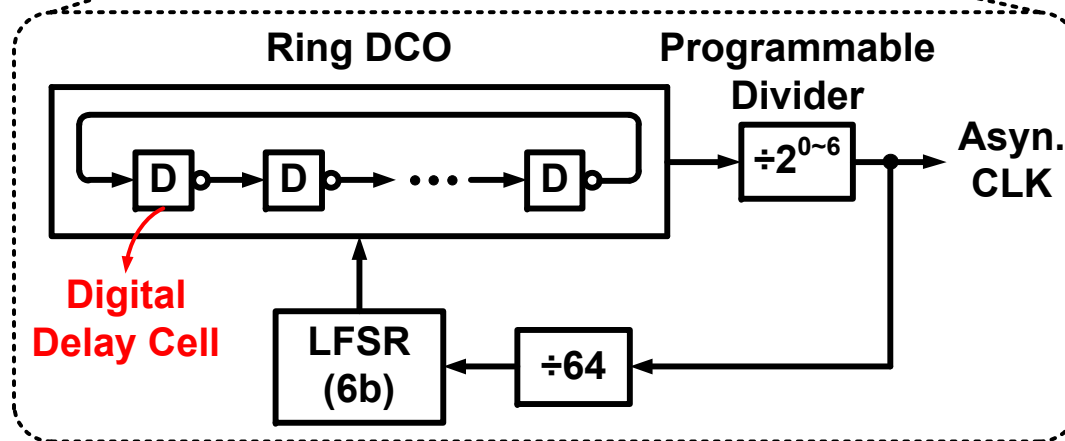 Ring DCO
Programmable
Divider
D
D
D
÷2^0~6
Asyn.
CLK
Digital
Delay Cell
LFSR
(6b)
÷64